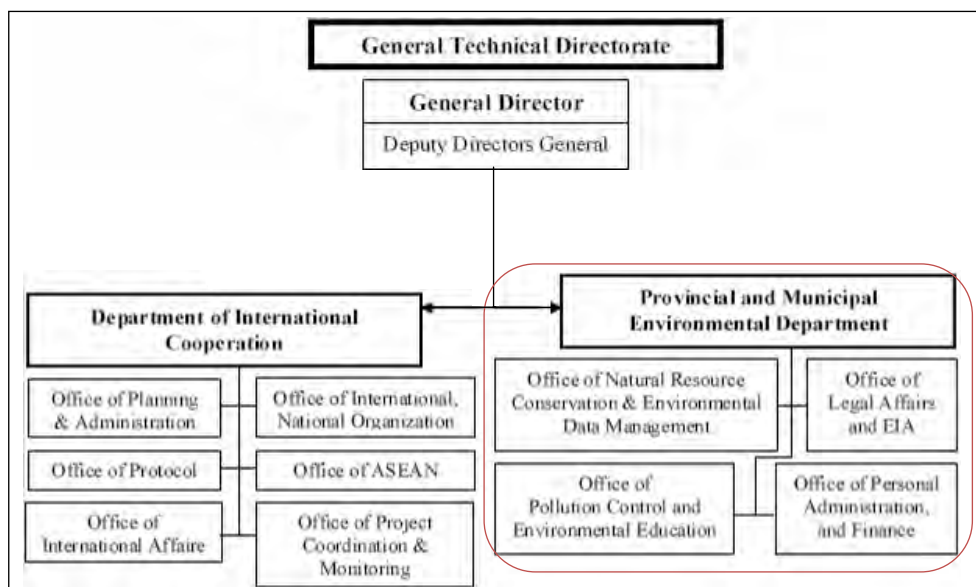 General Technical Directorate
General Director
Deputy Directors General
Department of International
Cooperation
Office of Planning
& Administration
Office of International,
National Organization
Office of Protocol
Office of ASEAN
Office of
International Affaire
Office of Project
Coordination &
Monitoring
Provincial and Municipal
Environmental Department
Office of Natural Resource
Conservation & Environmental
Data Management
Office of
Legal Affairs
and EIA
Office of
Pollution Control and
Environmental Education
Office of Personal
Administration,
and Finance